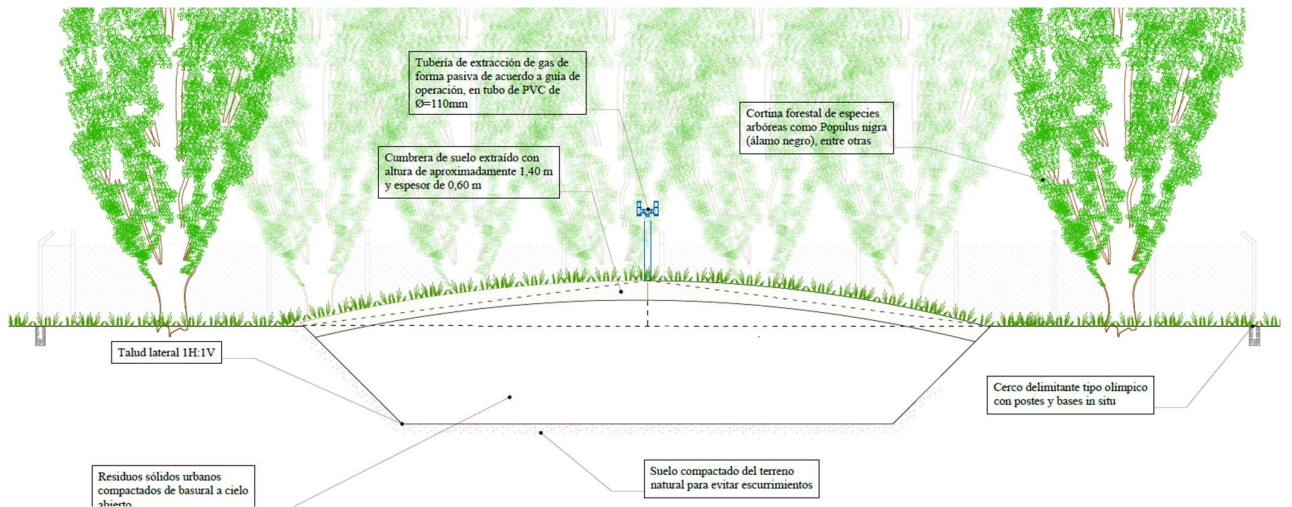 Tubería de extracción de gas de
forma pasiva de acuerdo a guía de
operación, en tubo de PVC de
Ø=110mm
Cortina forestal de especies
arbóreas como Populus nigra
(álamo negro), entre otras
Cumbrera de suelo extraído con
altura de aproximadamente 1,40 m
y espesor de 0,60 m
Talud lateral 1H:1V
Cerco delimitante tipo olímpico
con postes y bases in situ
Residuos sólidos urbanos
compactados de basural a cielo
abierto
Suelo compactado del terreno
natural para evitar escurrimientos